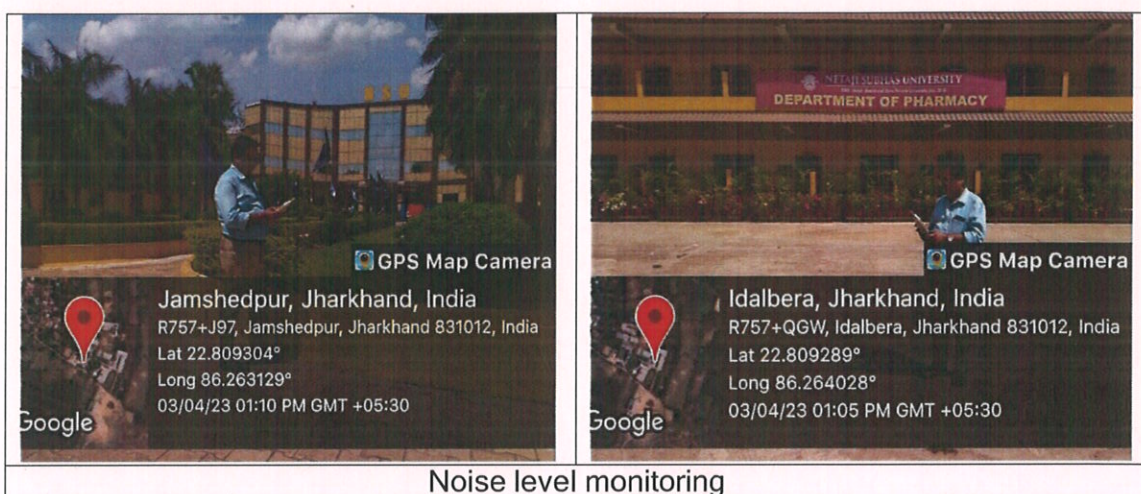 NSU
GPS Map Camera
Jamshedpur, Jharkhand, India
R757+J97, Jamshedpur, Jharkhand 831012, India
Lat 22.809304°
Long 86.263129°
03/04/23 01:10 PM GMT +05:30
Google
NETAJI SUBHAS UNIVERSITY
DEPARTMENT OF PHARMACY
GPS Map Camera
Idalbera, Jharkhand, India
R757+QGW, Idalbera, Jharkhand 831012, India
Lat 22.809289°
Long 86.264028°
03/04/23 01:05 PM GMT +05:30
Google
Noise level monitoring